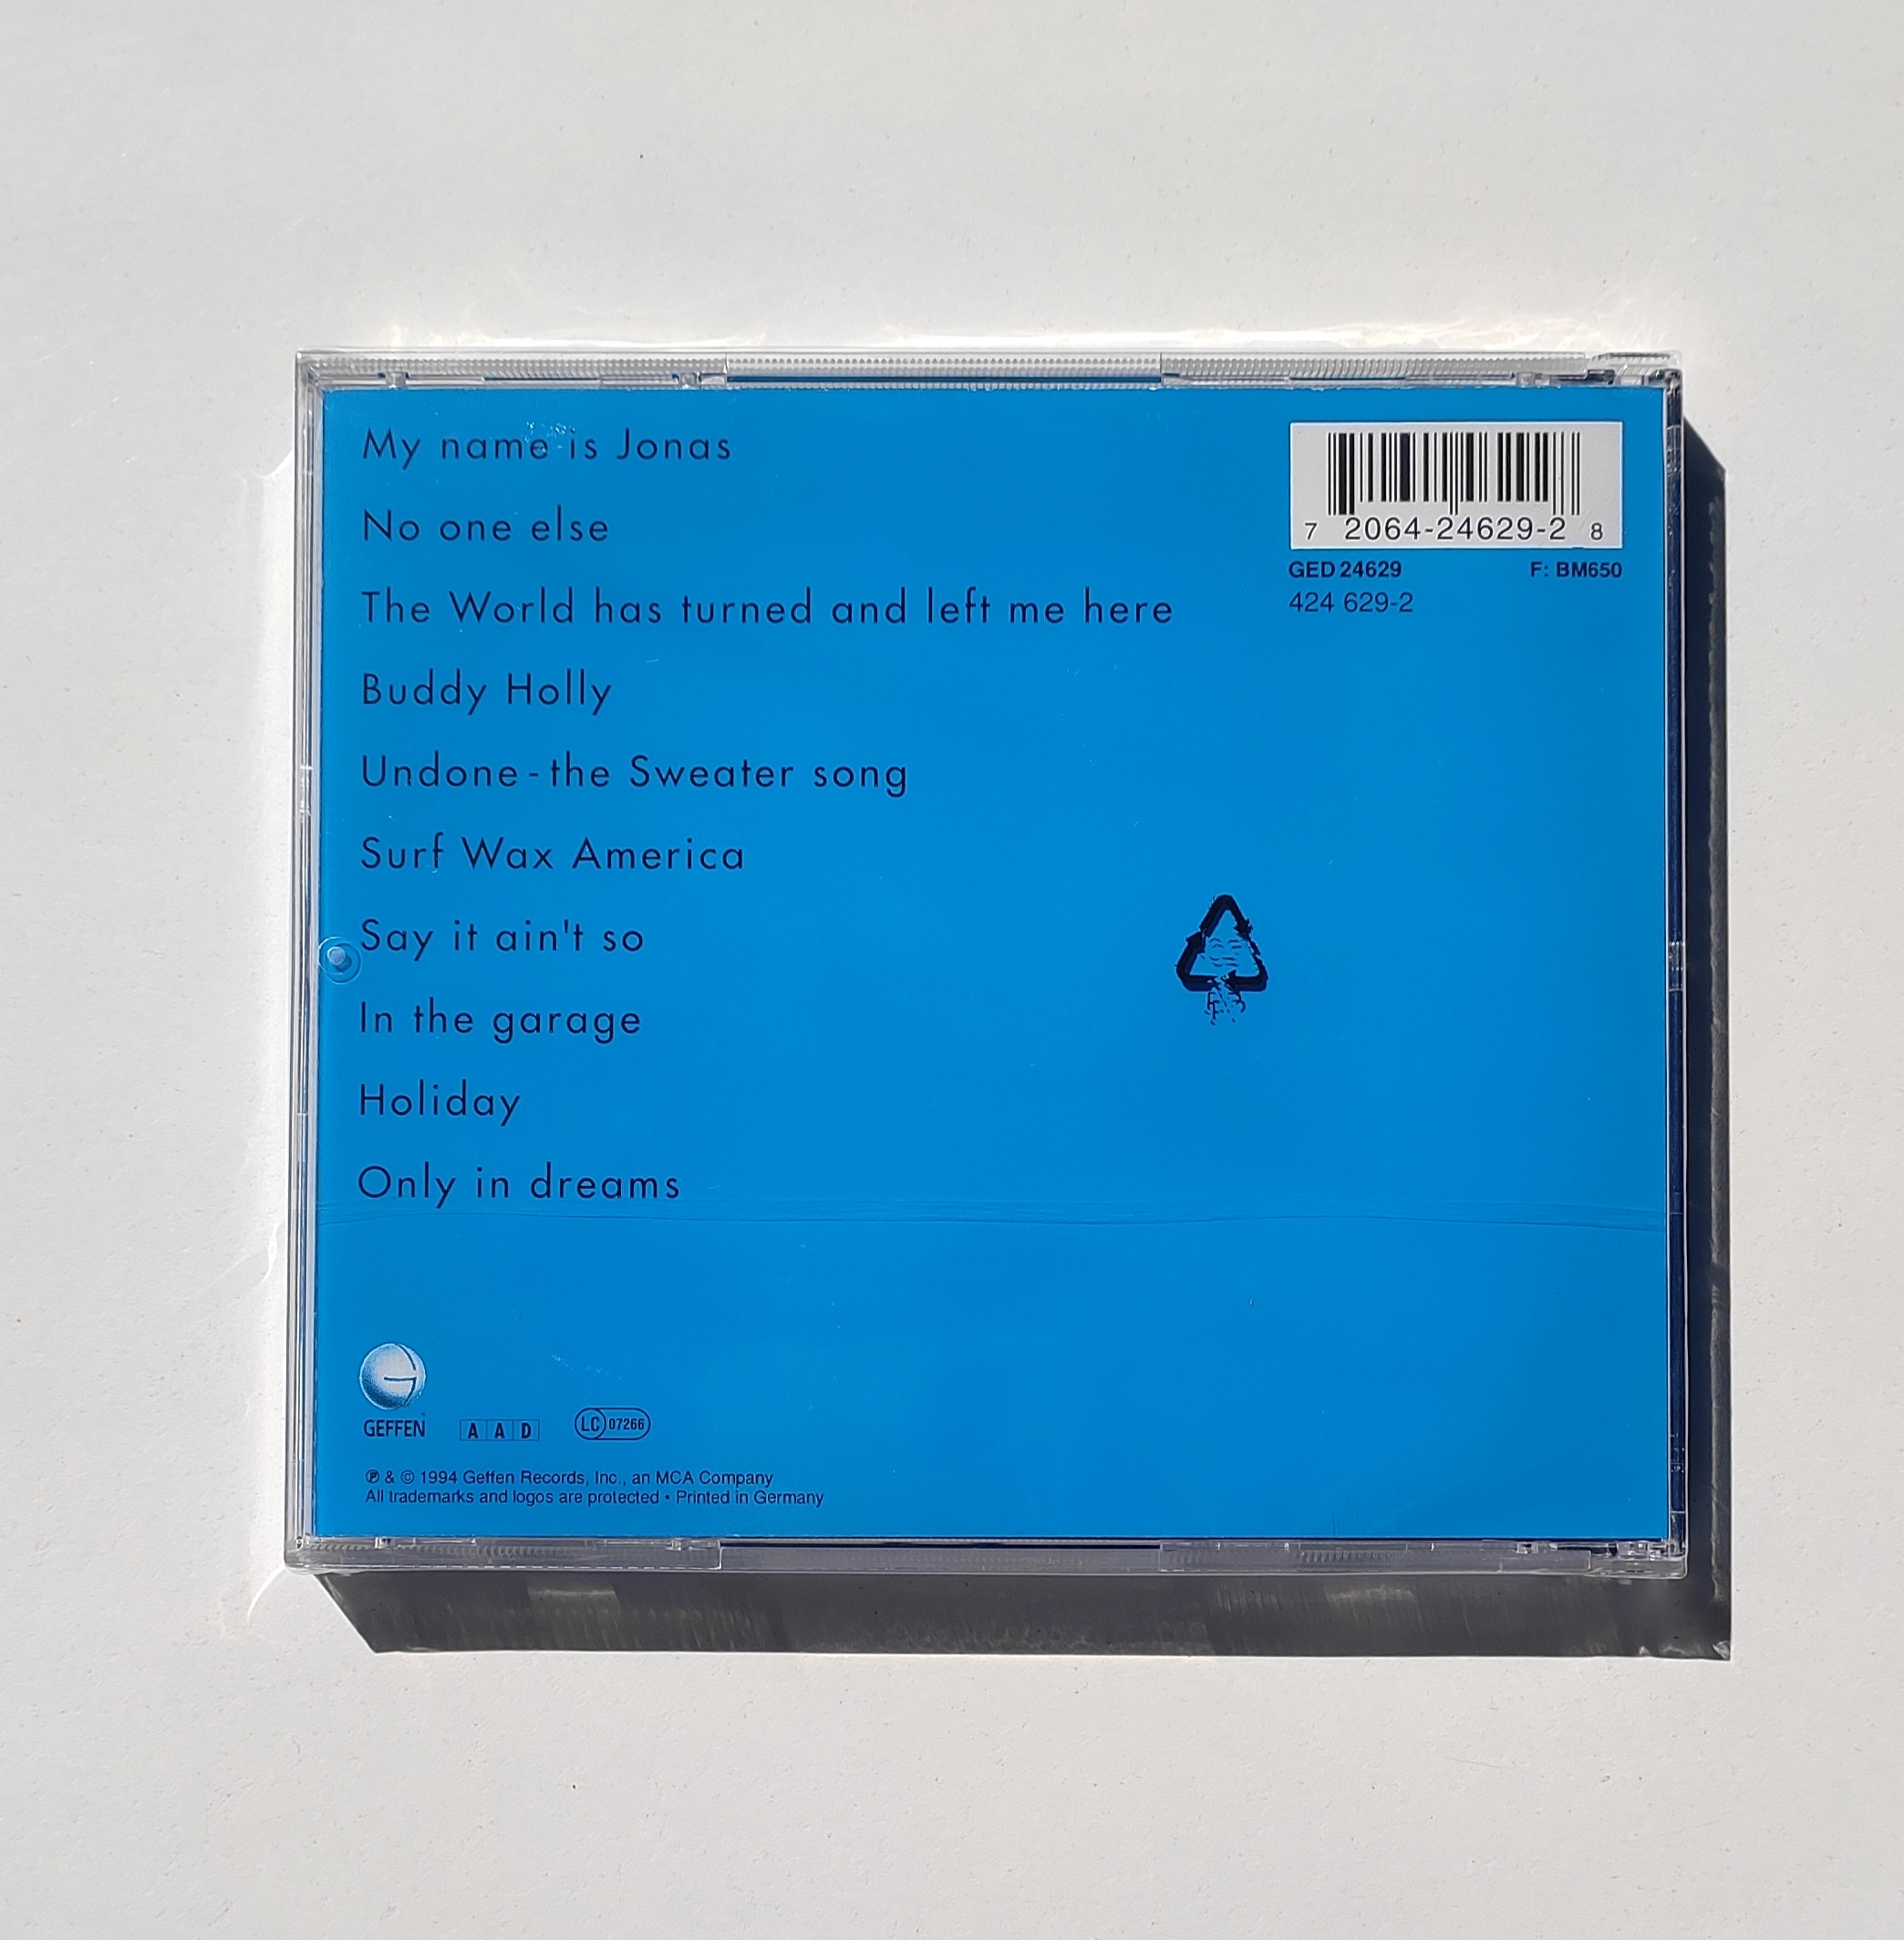 My name is Jonas
No one else
The World has turned and left me here
Buddy Holly
Undone - the Sweater song
Surf Wax America
Say it ain't so
In the garage
Holiday
Only in dreams
7 2064-24629-2 8
GED 24629 F: BM650
424 629-2
GEFFEN
A A D
LC 07266
℗ & © 1994 Geffen Records, Inc., an MCA Company
All trademarks and logos are protected • Printed in Germany